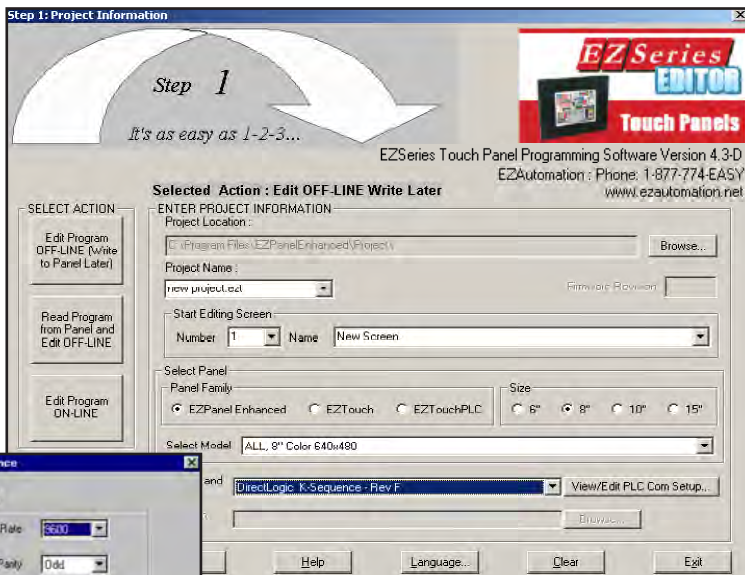 Step 1: Project Information
Step 1
It's as easy as 1-2-3...
EZSeries
EDITOR
Touch Panels
EZSeries Touch Panel Programming Software Version 4.3-D
EZAutomation : Phone: 1-877-774-EASY
www.ezautomation.net
Selected Action : Edit OFF-LINE Write Later
SELECT ACTION
Edit Program
OFF-LINE (Write
to Panel Later)
Read Program
from Panel and
Edit OFF-LINE
Edit Program
ON-LINE
ENTER PROJECT INFORMATION
Project Location :
C:\Program Files\EZPanelEnhanced\Project\
Browse...
Project Name :
new project.ezt
Firmware Revision
Start Editing Screen
Number 1 Name New Screen
Select Panel
Panel Family
EZPanel Enhanced EZTouch EZTouchPLC
Size
6" 8" 10" 15"
Select Model ALL, 8" Color 640x480
and DirectLogic K-Sequence - Rev F View/Edit PLC Com Setup...
Browse...
Help Language... Clear Exit
Rate 9600
Parity Odd